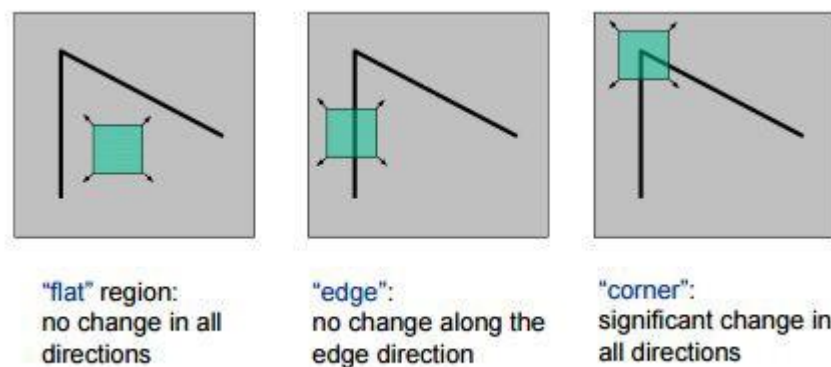 "flat" region:
no change in all
directions
"edge":
no change along the
edge direction
"corner":
significant change in
all directions